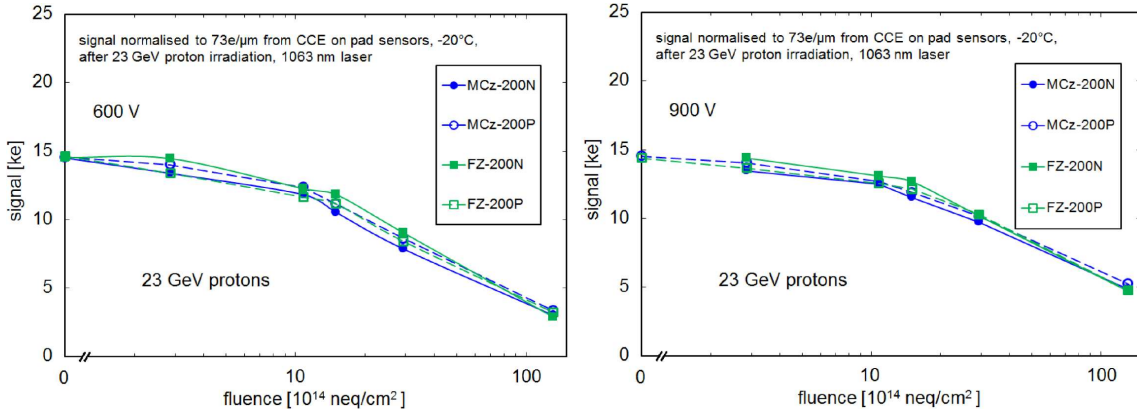 25
20
15
10
5
0
signal [ke]
signal normalised to 73e/µm from CCE on pad sensors, -20°C,
after 23 GeV proton irradiation, 1063 nm laser
600 V
MCz-200N
MCz-200P
FZ-200N
FZ-200P
23 GeV protons
0 10 100
fluence [10¹⁴ neq/cm²]
25
20
15
10
5
0
signal [ke]
signal normalised to 73e/µm from CCE on pad sensors, -20°C,
after 23 GeV proton irradiation, 1063 nm laser
900 V
MCz-200N
MCz-200P
FZ-200N
FZ-200P
23 GeV protons
0 10 100
fluence [10¹⁴ neq/cm²]